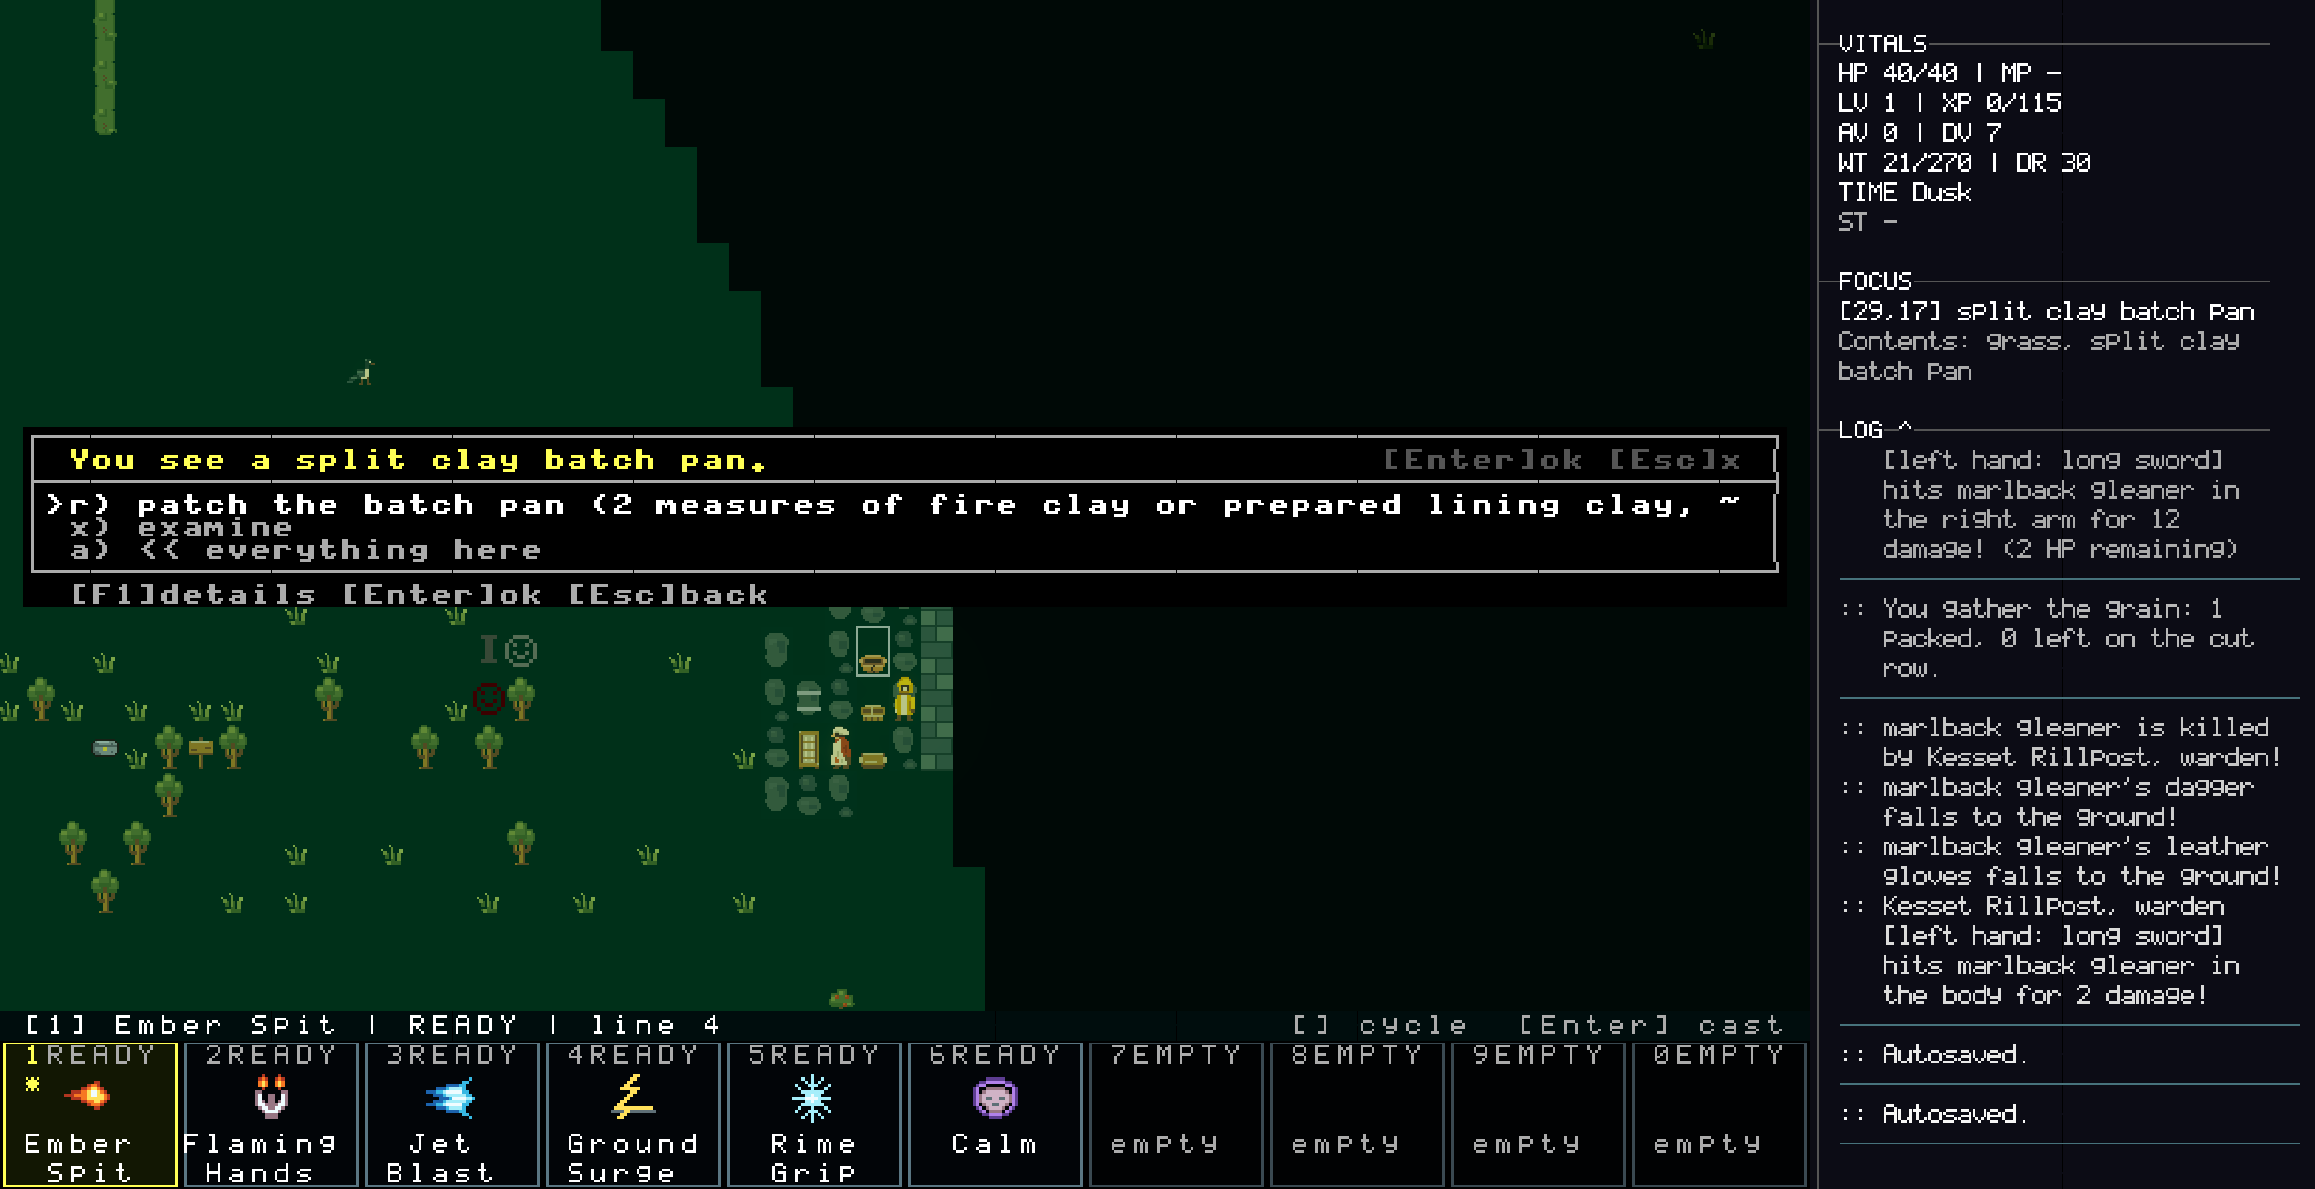 You see a split clay batch pan. [Enter]ok [Esc]x
>r) patch the batch pan (2 measures of fire clay or prepared lining clay, ~
x) examine
a) << everything here
[F1]details [Enter]ok [Esc]back
[1] Ember Spit | READY | line 4 [] cycle [Enter] cast
1READY 2READY 3READY 4READY 5READY 6READY 7EMPTY 8EMPTY 9EMPTY 0EMPTY
*
Ember Flaming Jet Ground Rime Calm empty empty empty empty
Spit Hands Blast Surge Grip
VITALS
HP 40/40 | MP -
LV 1 | XP 0/115
AV 0 | DV 7
WT 21/270 | DR 30
TIME Dusk
ST -
FOCUS
[29,17] split clay batch pan
Contents: grass, split clay
batch pan
LOG ^
[left hand: long sword]
hits marlback gleaner in
the right arm for 12
damage! (2 HP remaining)
:: You gather the grain: 1
packed, 0 left on the cut
row.
:: marlback gleaner is killed
by Kesset Rillpost, warden!
:: marlback gleaner's dagger
falls to the ground!
:: marlback gleaner's leather
gloves falls to the ground!
:: Kesset Rillpost, warden
[left hand: long sword]
hits marlback gleaner in
the body for 2 damage!
:: Autosaved.
:: Autosaved.